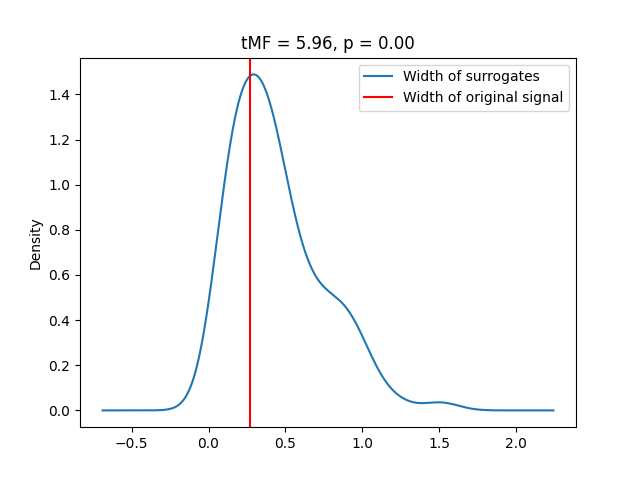 tMF = 5.96, p = 0.00
Width of surrogates
Width of original signal
Density
1.4
1.2
1.0
0.8
0.6
0.4
0.2
0.0
−0.5 0.0 0.5 1.0 1.5 2.0